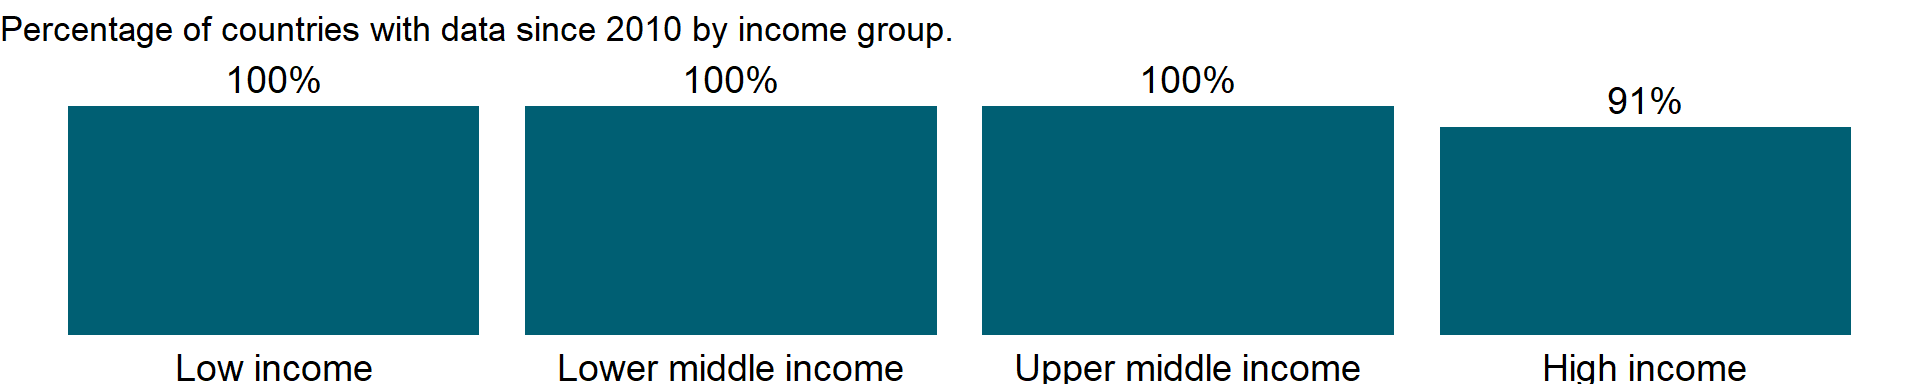 Percentage of countries with data since 2010 by income group.
100%
100%
100%
91%
Low income
Lower middle income
Upper middle income
High income